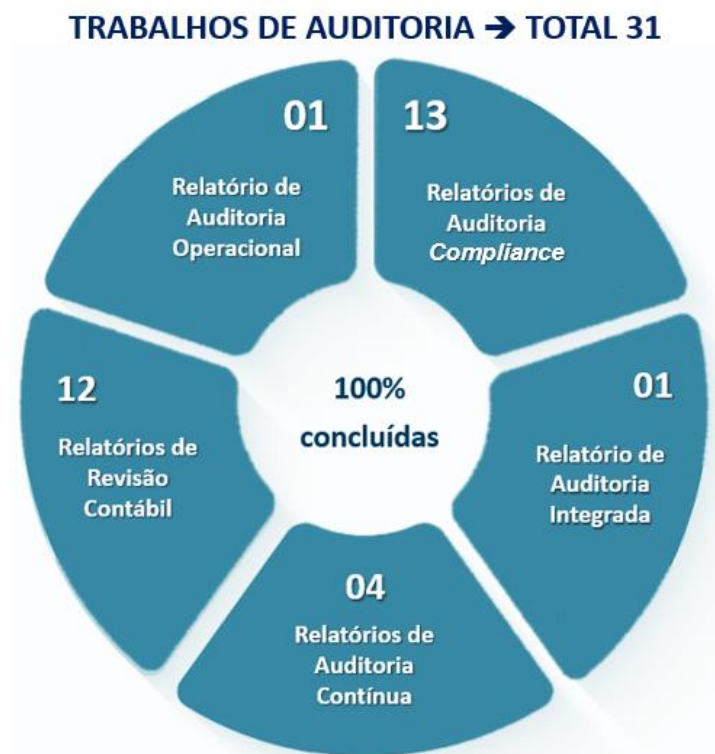 TRABALHOS DE AUDITORIA ➔ TOTAL 31
01
Relatório de
Auditoria
Operacional
13
Relatórios de
Auditoria
Compliance
12
Relatórios de
Revisão
Contábil
100%
concluídas
01
Relatório de
Auditoria
Integrada
04
Relatórios de
Auditoria
Contínua